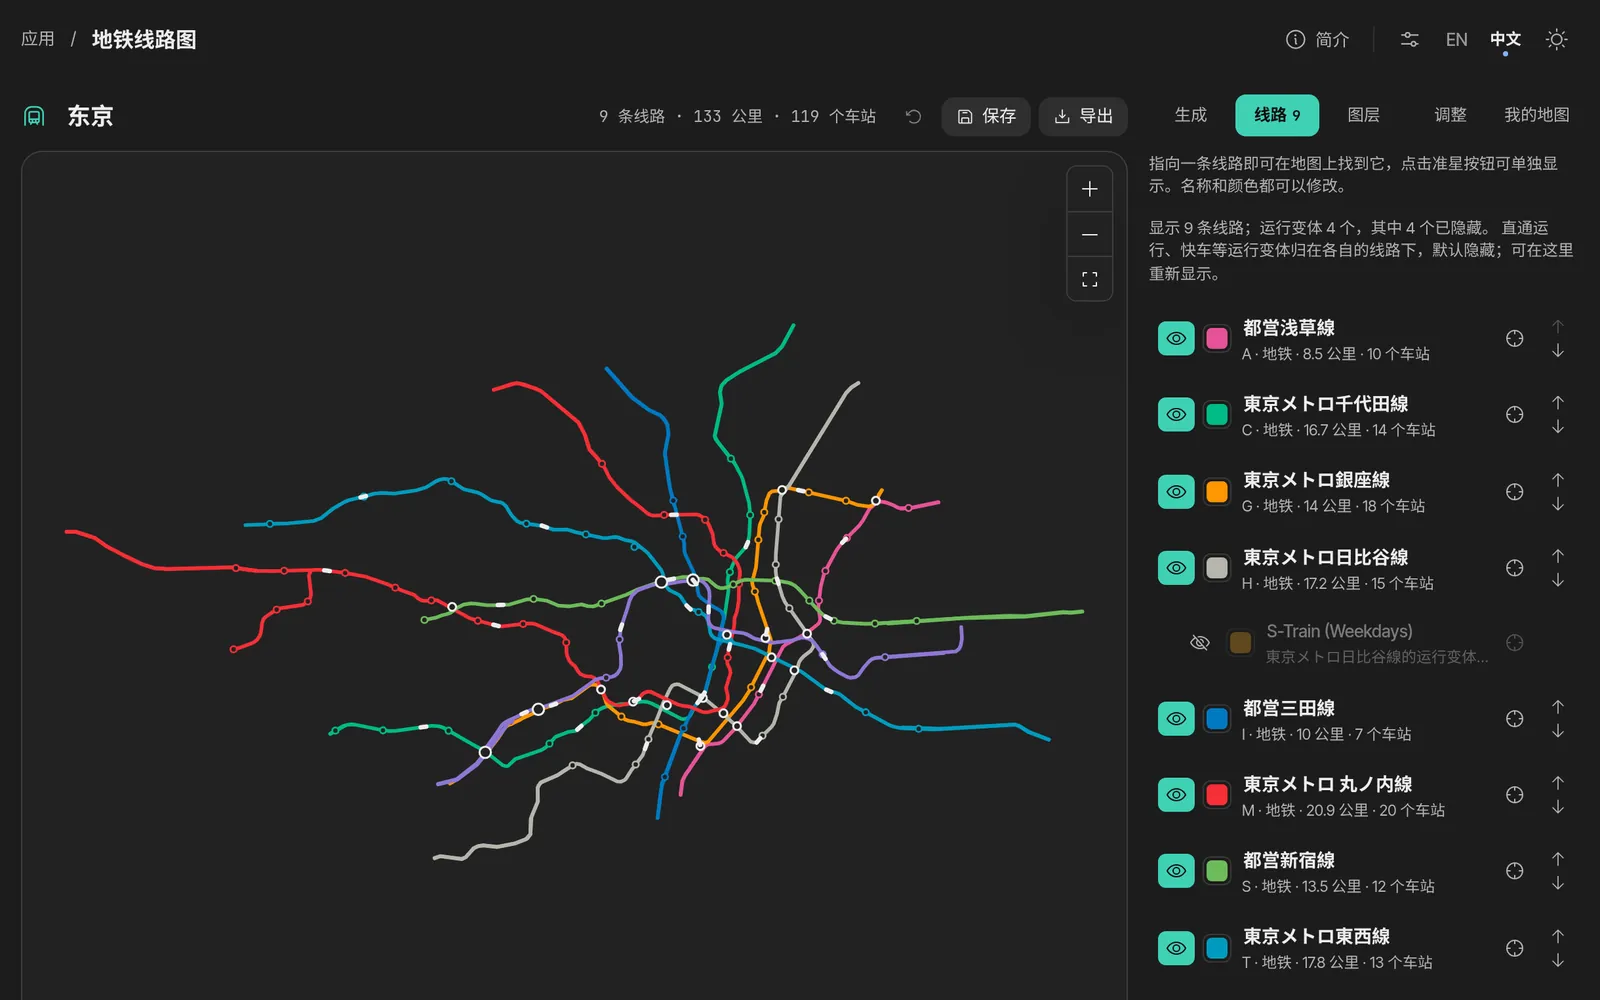 应用 / 地铁线路图
简介
EN
中文
东京
9 条线路 · 133 公里 · 119 个车站
保存
导出
生成
线路 9
图层
调整
我的地图
指向一条线路即可在地图上找到它，点击准星按钮可单独显
示。名称和颜色都可以修改。
显示 9 条线路；运行变体 4 个，其中 4 个已隐藏。 直通运
行、快车等运行变体归在各自的线路下，默认隐藏；可在这里
重新显示。
都営浅草線
A · 地铁 · 8.5 公里 · 10 个车站
東京メトロ千代田線
C · 地铁 · 16.7 公里 · 14 个车站
東京メトロ銀座線
G · 地铁 · 14 公里 · 18 个车站
東京メトロ日比谷線
H · 地铁 · 17.2 公里 · 15 个车站
S-Train (Weekdays)
東京メトロ日比谷線的运行变体...
都営三田線
I · 地铁 · 10 公里 · 7 个车站
東京メトロ 丸ノ内線
M · 地铁 · 20.9 公里 · 20 个车站
都営新宿線
S · 地铁 · 13.5 公里 · 12 个车站
東京メトロ東西線
T · 地铁 · 17.8 公里 · 13 个车站